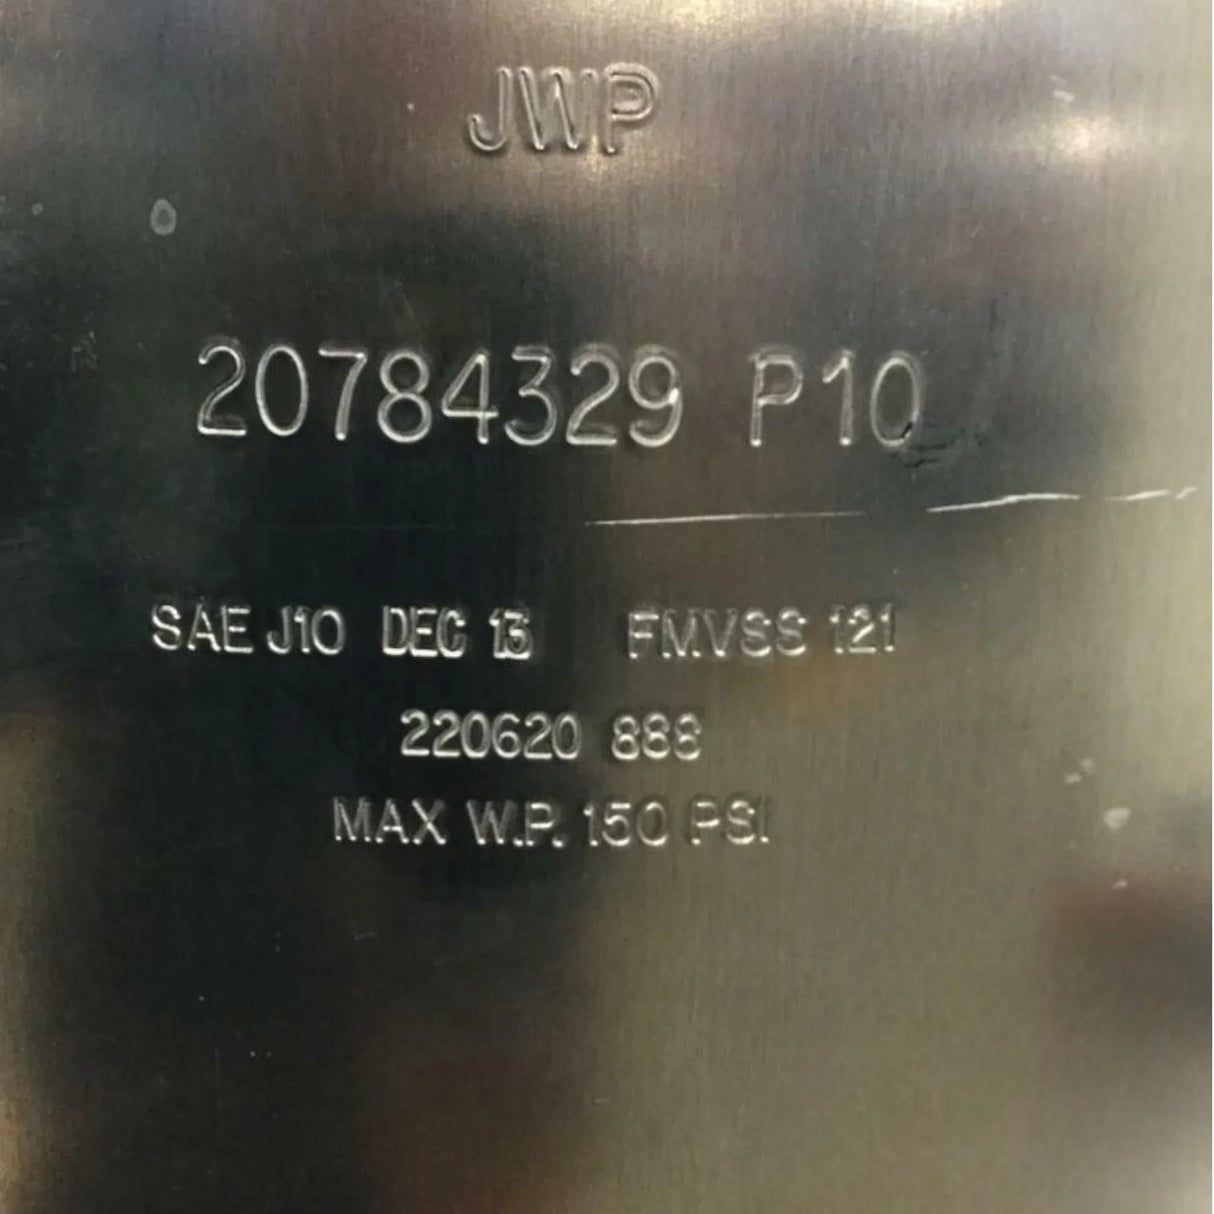 JWP
20784329 P10
SAE J10 DEC 13 FMVSS 121
220620 888
MAX W.P. 150 PSI